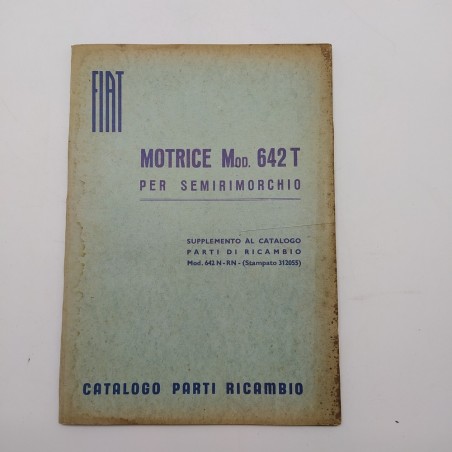 FIAT
MOTRICE MOD. 642 T
PER SEMIRIMORCHIO
SUPPLEMENTO AL CATALOGO
PARTI DI RICAMBIO
Mod. 642 N - RN - (Stampato 312055)
CATALOGO PARTI RICAMBIO